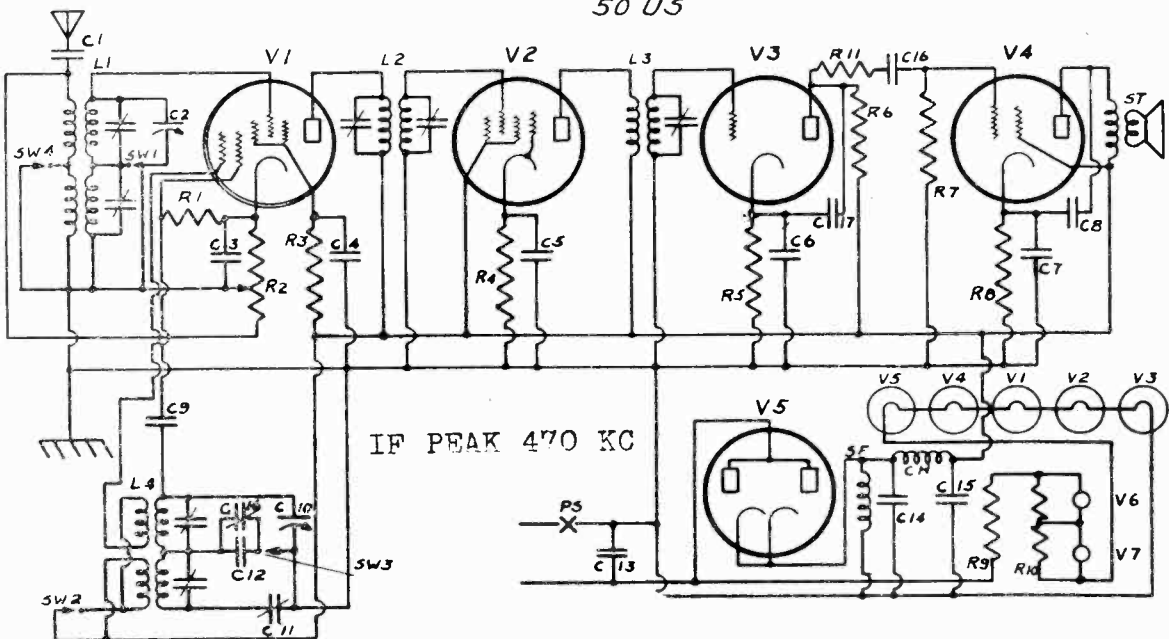 50 US
C1
V1
V2
V3
V4
L1
L2
L3
R11
C16
C2
R6
ST
SW4
SW1
R7
R1
C17
C8
C3
R3
C4
C5
C6
C7
R2
R4
R5
R8
C9
V5
V4
V1
V2
V3
V5
IF PEAK 470 KC
SF
CH
L4
C10
PS
C14
C15
V6
C12
SW3
C13
R9
R10
V7
SW2
C11